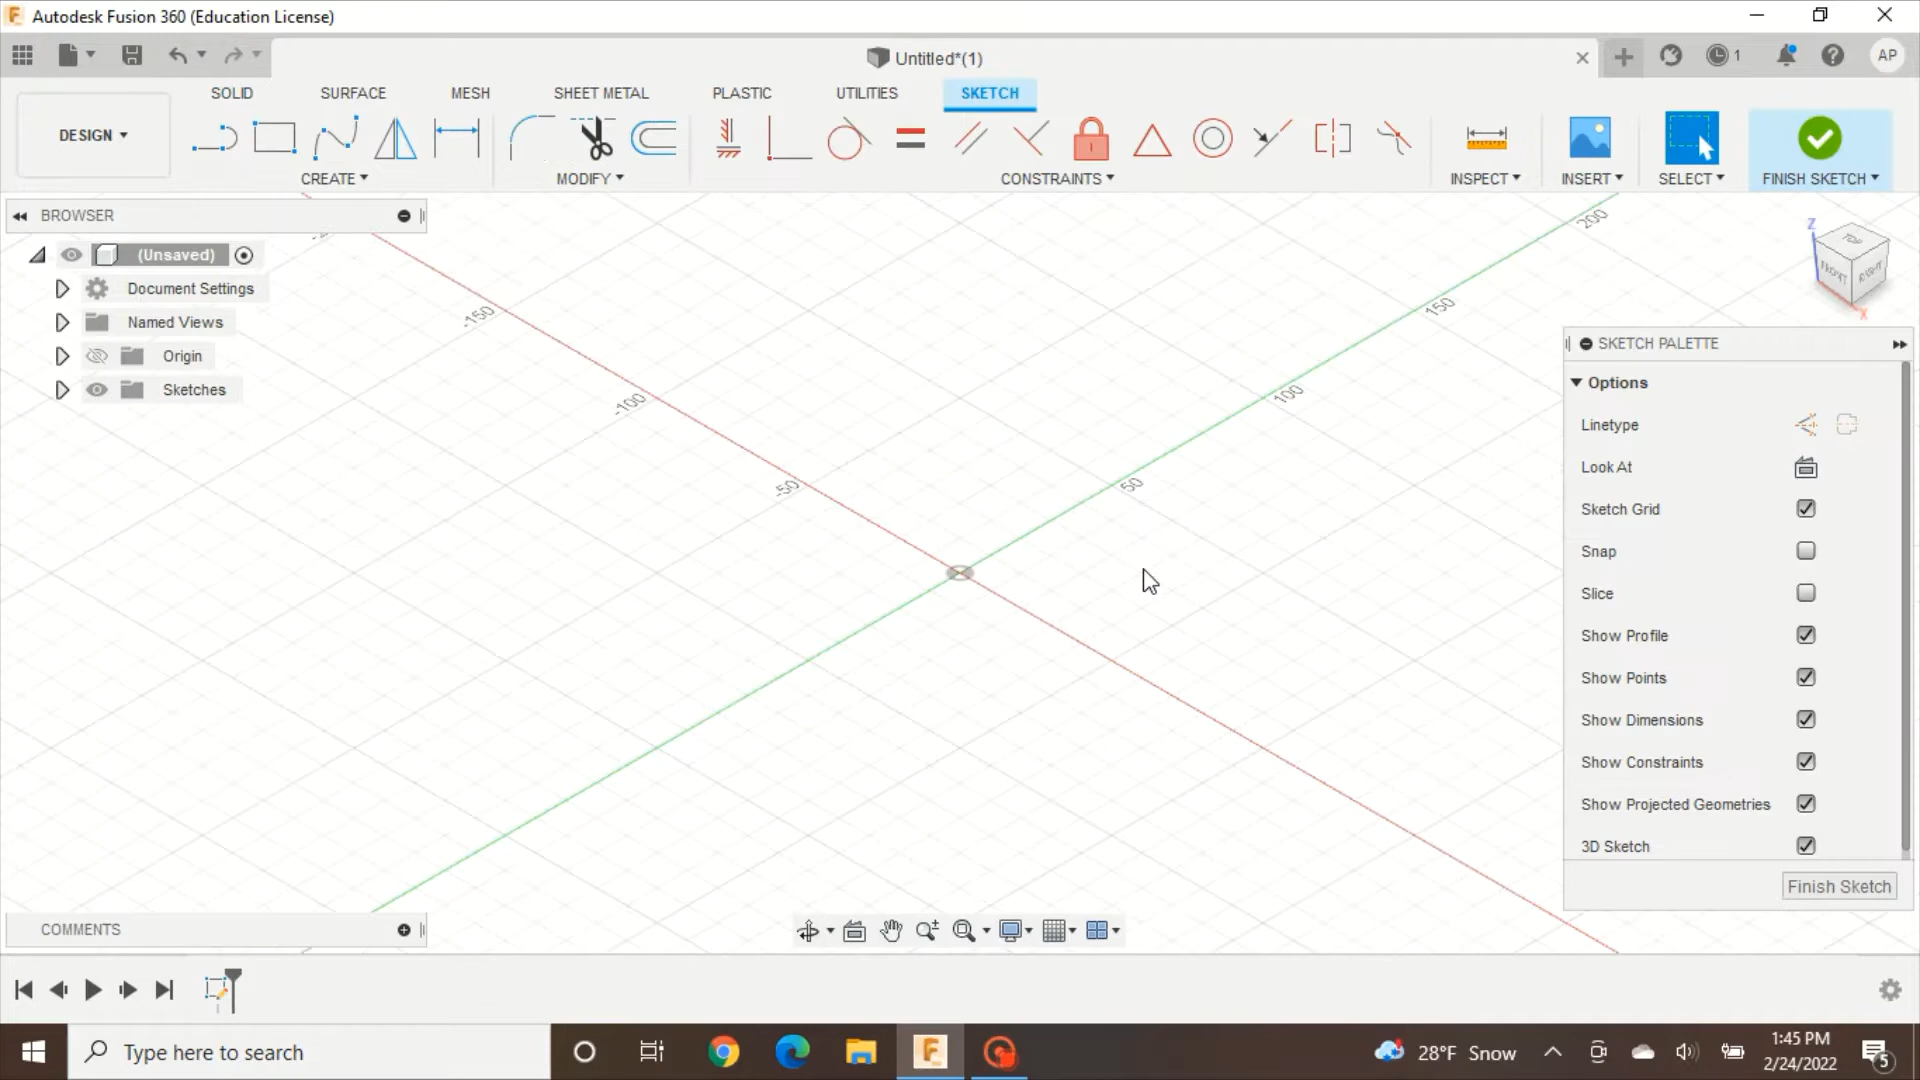 Autodesk Fusion 360 (Education License)
Untitled*(1)
1
AP
SOLID
SURFACE
MESH
SHEET METAL
PLASTIC
UTILITIES
SKETCH
DESIGN
CREATE
MODIFY
CONSTRAINTS
INSPECT
INSERT
SELECT
FINISH SKETCH
BROWSER
(Unsaved)
Document Settings
Named Views
Origin
Sketches
-150
-100
-50
50
100
150
200
Z
TOP
FRONT
RIGHT
X
SKETCH PALETTE
Options
Linetype
Look At
Sketch Grid
Snap
Slice
Show Profile
Show Points
Show Dimensions
Show Constraints
Show Projected Geometries
3D Sketch
Finish Sketch
COMMENTS
Type here to search
28°F Snow
1:45 PM
2/24/2022
5